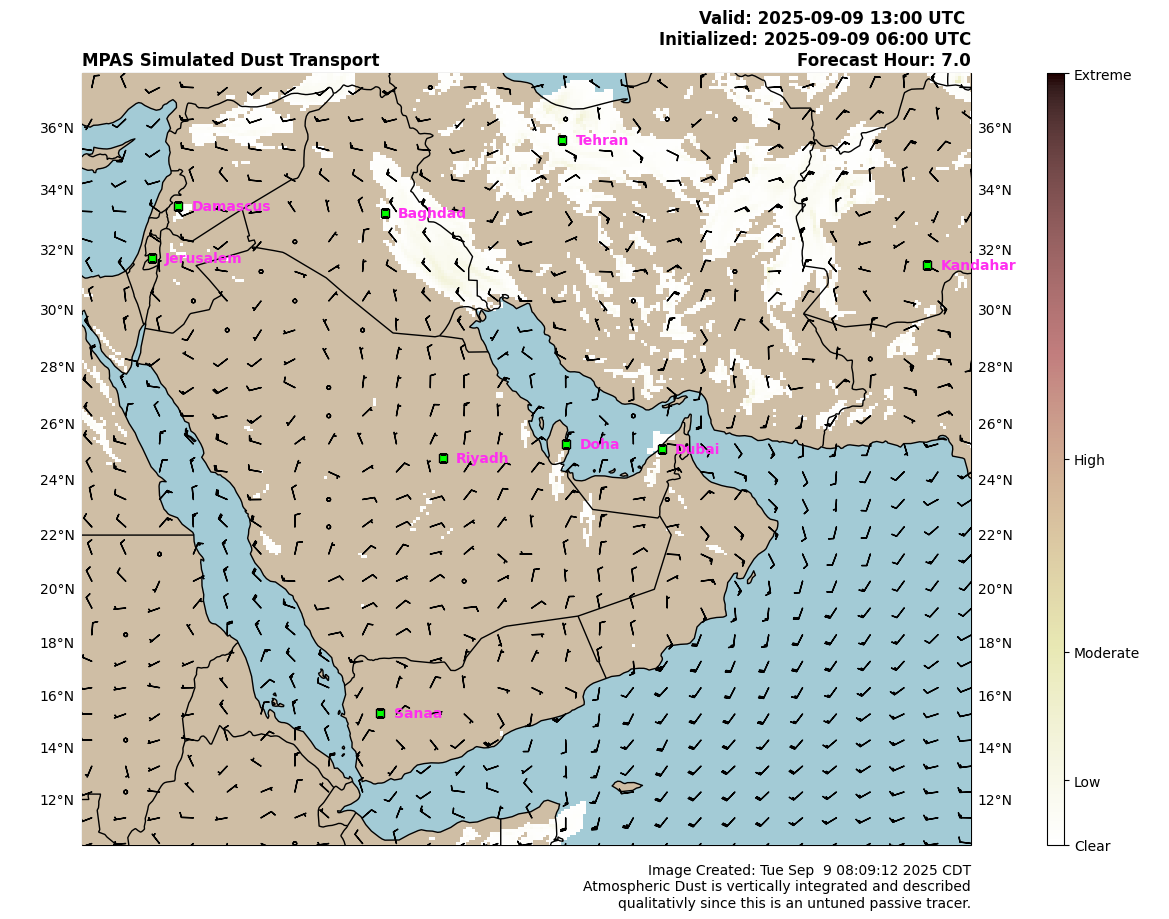 Valid: 2025-09-09 13:00 UTC
Initialized: 2025-09-09 06:00 UTC
MPAS Simulated Dust Transport Forecast Hour: 7.0
Extreme
36°N 36°N
Tehran
34°N 34°N
Damascus
Baghdad
32°N 32°N
Jerusalem
Kandahar
30°N 30°N
28°N 28°N
26°N 26°N
Doha
Dubai
Riyadh
High
24°N 24°N
22°N 22°N
20°N 20°N
18°N 18°N
Moderate
16°N 16°N
Sanaa
14°N 14°N
Low
12°N 12°N
Clear
Image Created: Tue Sep  9 08:09:12 2025 CDT
Atmospheric Dust is vertically integrated and described
qualitativly since this is an untuned passive tracer.